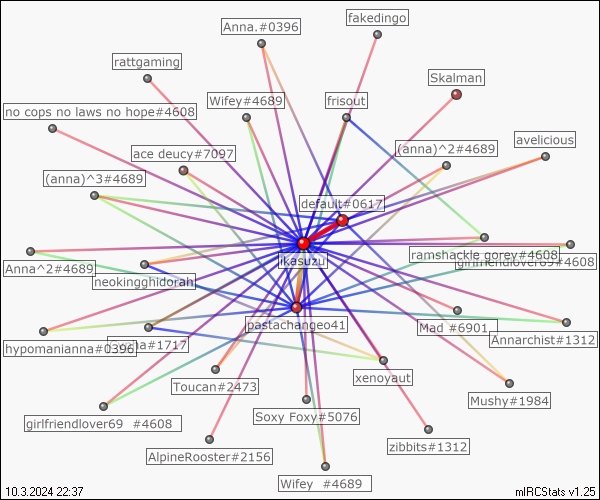 fakedingo
Anna.#0396
rattgaming
Skalman
Wifey#4689
frisout
no cops no laws no hope#4608
avelicious
(anna)^2#4689
ace deucy#7097
(anna)^3#4689
default#0617
ramshackle gorey#4608
ikasuzu
girlfriendlover69#4608
Anna^2#4689
neokingghidorah
pastachangeo41
Mad #6901
Annarchist#1312
hypomanianna#0396
#1717
xenoyaut
Toucan#2473
Mushy#1984
Soxy Foxy#5076
girlfriendlover69 #4608
zibbits#1312
AlpineRooster#2156
Wifey #4689
10.3.2024 22:37
mIRCStats v1.25